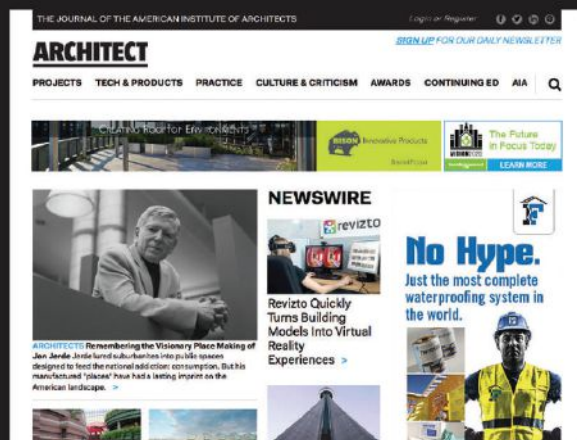 THE JOURNAL OF THE AMERICAN INSTITUTE OF ARCHITECTS
Login or Register
SIGN UP FOR OUR DAILY NEWSLETTER
ARCHITECT
PROJECTS TECH & PRODUCTS PRACTICE CULTURE & CRITICISM AWARDS CONTINUING ED AIA
CREATING ROOFTOP ENVIRONMENTS
BISON Innovative Products
The Future
in Focus Today
LEARN MORE
NEWSWIRE
revizto
Revizto Quickly
Turns Building
Models Into Virtual
Reality
Experiences >
ARCHITECTS Remembering the Visionary Place Making of
Jon Jerde Jerde lured suburbanites into public spaces
designed to feed the national addiction: consumption. But his
manufactured "places" have had a lasting imprint on the
American landscape. >
No Hype.
Just the most complete
waterproofing system in
the world.